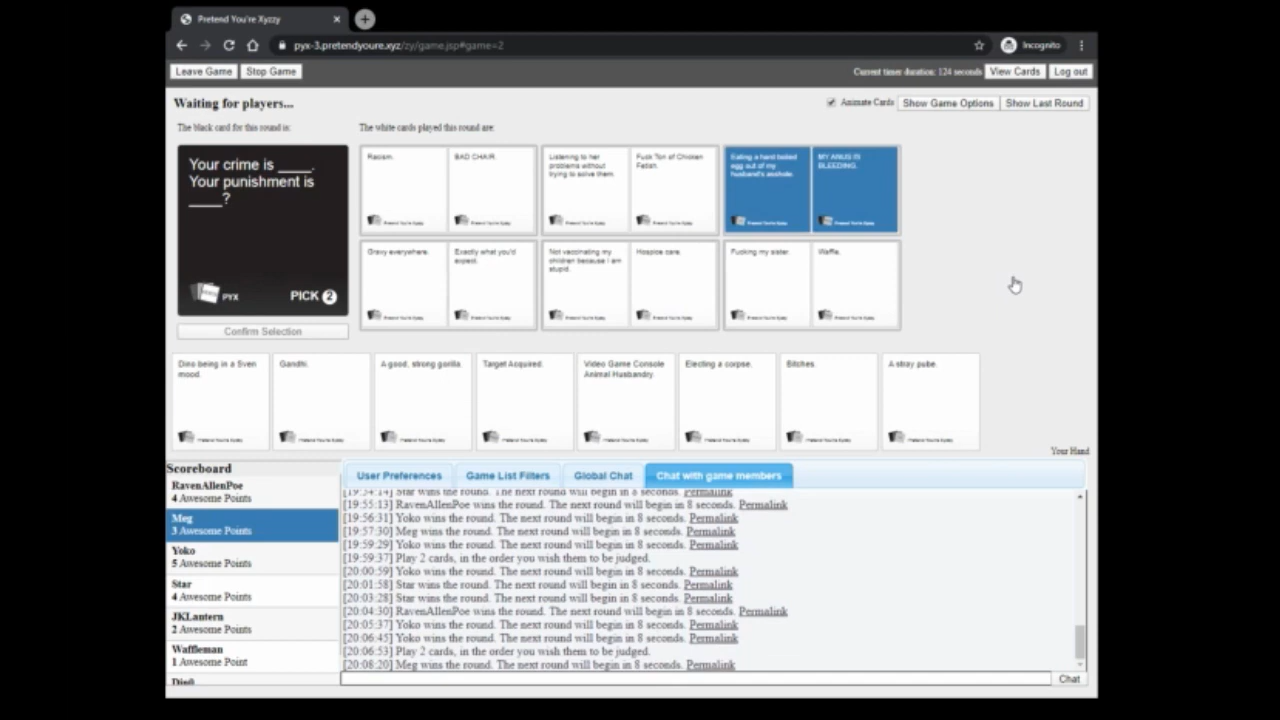 Pretend You're Xyzzy
pyx-3.pretendyoure.xyz/zy/game.jsp#game=2
Incognito
Leave Game
Stop Game
Current timer duration: 124 seconds
View Cards
Log out
Waiting for players...
Animate Cards
Show Game Options
Show Last Round
The black card for this round is:
The white cards played this round are:
Your crime is ____.
Your punishment is
____?
PYX
PICK 2
Confirm Selection
Racism.
BAD CHAIR.
Listening to her
problems without
trying to solve them.
Fuck Ton of Chicken
Fetish.
Eating a hard boiled
egg out of my
husband's asshole.
MY ANUS IS
BLEEDING.
Gravy everywhere.
Exactly what you'd
expect.
Not vaccinating my
children because I am
stupid.
Hospice care.
Fucking my sister.
Waffle.
Dino being in a Sven
mood.
Gandhi.
A good, strong gorilla.
Target Acquired.
Video Game Console
Animal Husbandry.
Electing a corpse.
Bitches.
A stray pube.
Your Hand
Scoreboard
RavenAllenPoe
4 Awesome Points
Meg
3 Awesome Points
Yoko
5 Awesome Points
Star
4 Awesome Points
JKLantern
2 Awesome Points
Waffleman
1 Awesome Point
User Preferences
Game List Filters
Global Chat
Chat with game members
[19:54:14] Star wins the round. The next round will begin in 8 seconds. Permalink
[19:55:13] RavenAllenPoe wins the round. The next round will begin in 8 seconds. Permalink
[19:56:31] Yoko wins the round. The next round will begin in 8 seconds. Permalink
[19:57:30] Meg wins the round. The next round will begin in 8 seconds. Permalink
[19:59:29] Yoko wins the round. The next round will begin in 8 seconds. Permalink
[19:59:37] Play 2 cards, in the order you wish them to be judged.
[20:00:59] Yoko wins the round. The next round will begin in 8 seconds. Permalink
[20:01:58] Star wins the round. The next round will begin in 8 seconds. Permalink
[20:03:28] Star wins the round. The next round will begin in 8 seconds. Permalink
[20:04:30] RavenAllenPoe wins the round. The next round will begin in 8 seconds. Permalink
[20:05:37] Yoko wins the round. The next round will begin in 8 seconds. Permalink
[20:06:45] Yoko wins the round. The next round will begin in 8 seconds. Permalink
[20:06:53] Play 2 cards, in the order you wish them to be judged.
[20:08:20] Meg wins the round. The next round will begin in 8 seconds. Permalink
Chat